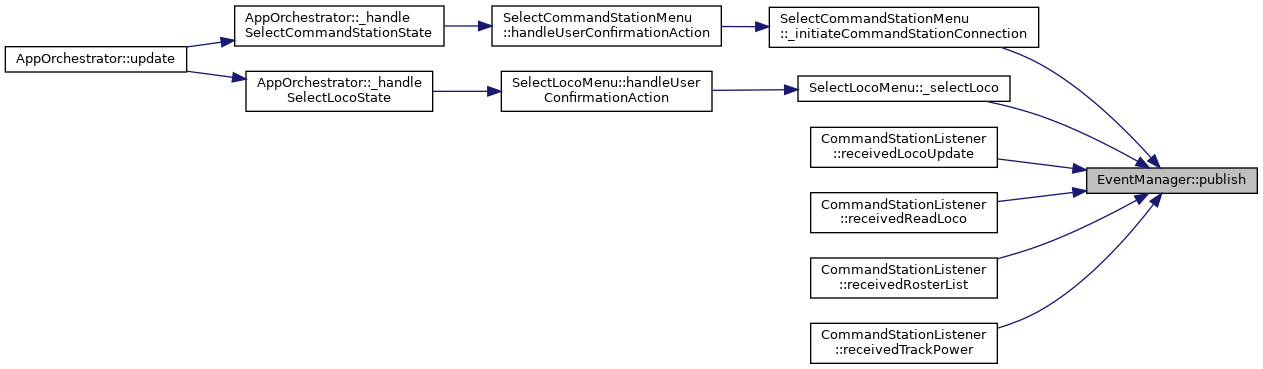 AppOrchestrator::update
AppOrchestrator::_handle
SelectCommandStationState
SelectCommandStationMenu
::handleUserConfirmationAction
SelectCommandStationMenu
::_initiateCommandStationConnection
AppOrchestrator::_handle
SelectLocoState
SelectLocoMenu::handleUser
ConfirmationAction
SelectLocoMenu::_selectLoco
CommandStationListener
::receivedLocoUpdate
CommandStationListener
::receivedReadLoco
CommandStationListener
::receivedRosterList
CommandStationListener
::receivedTrackPower
EventManager::publish